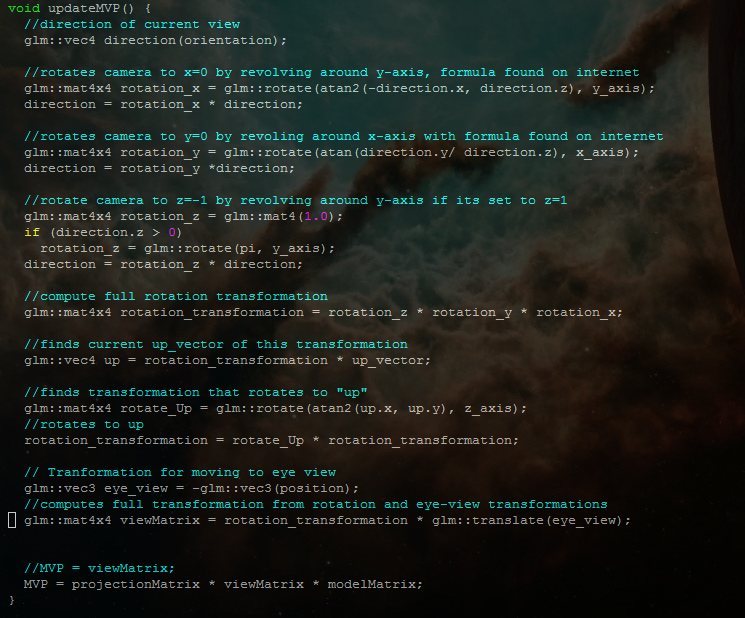 void updateMVP() {
//direction of current view
glm::vec4 direction(orientation);
//rotates camera to x=0 by revolving around y-axis, formula found on internet
glm::mat4x4 rotation_x = glm::rotate(atan2(-direction.x, direction.z), y_axis);
direction = rotation_x * direction;
//rotates camera to y=0 by revoling around x-axis with formula found on internet
glm::mat4x4 rotation_y = glm::rotate(atan(direction.y/ direction.z), x_axis);
direction = rotation_y *direction;
//rotate camera to z=-1 by revolving around y-axis if its set to z=1
glm::mat4x4 rotation_z = glm::mat4(1.0);
if (direction.z > 0)
rotation_z = glm::rotate(pi, y_axis);
direction = rotation_z * direction;
//compute full rotation transformation
glm::mat4x4 rotation_transformation = rotation_z * rotation_y * rotation_x;
//finds current up_vector of this transformation
glm::vec4 up = rotation_transformation * up_vector;
//finds transformation that rotates to "up"
glm::mat4x4 rotate_Up = glm::rotate(atan2(up.x, up.y), z_axis);
//rotates to up
rotation_transformation = rotate_Up * rotation_transformation;
// Tranformation for moving to eye view
glm::vec3 eye_view = -glm::vec3(position);
//computes full transformation from rotation and eye-view transformations
glm::mat4x4 viewMatrix = rotation_transformation * glm::translate(eye_view);
//MVP = viewMatrix;
MVP = projectionMatrix * viewMatrix * modelMatrix;
}